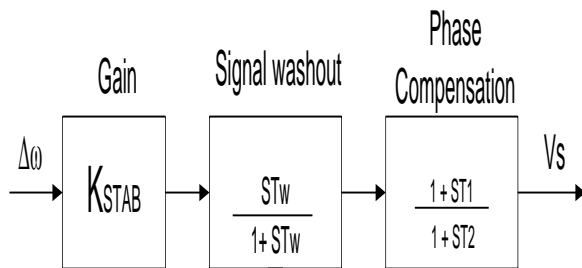 Gain
Signal washout
Phase
Compensation
Δω
KSTAB
STw
1 + STw
1 + ST1
1 + ST2
Vs